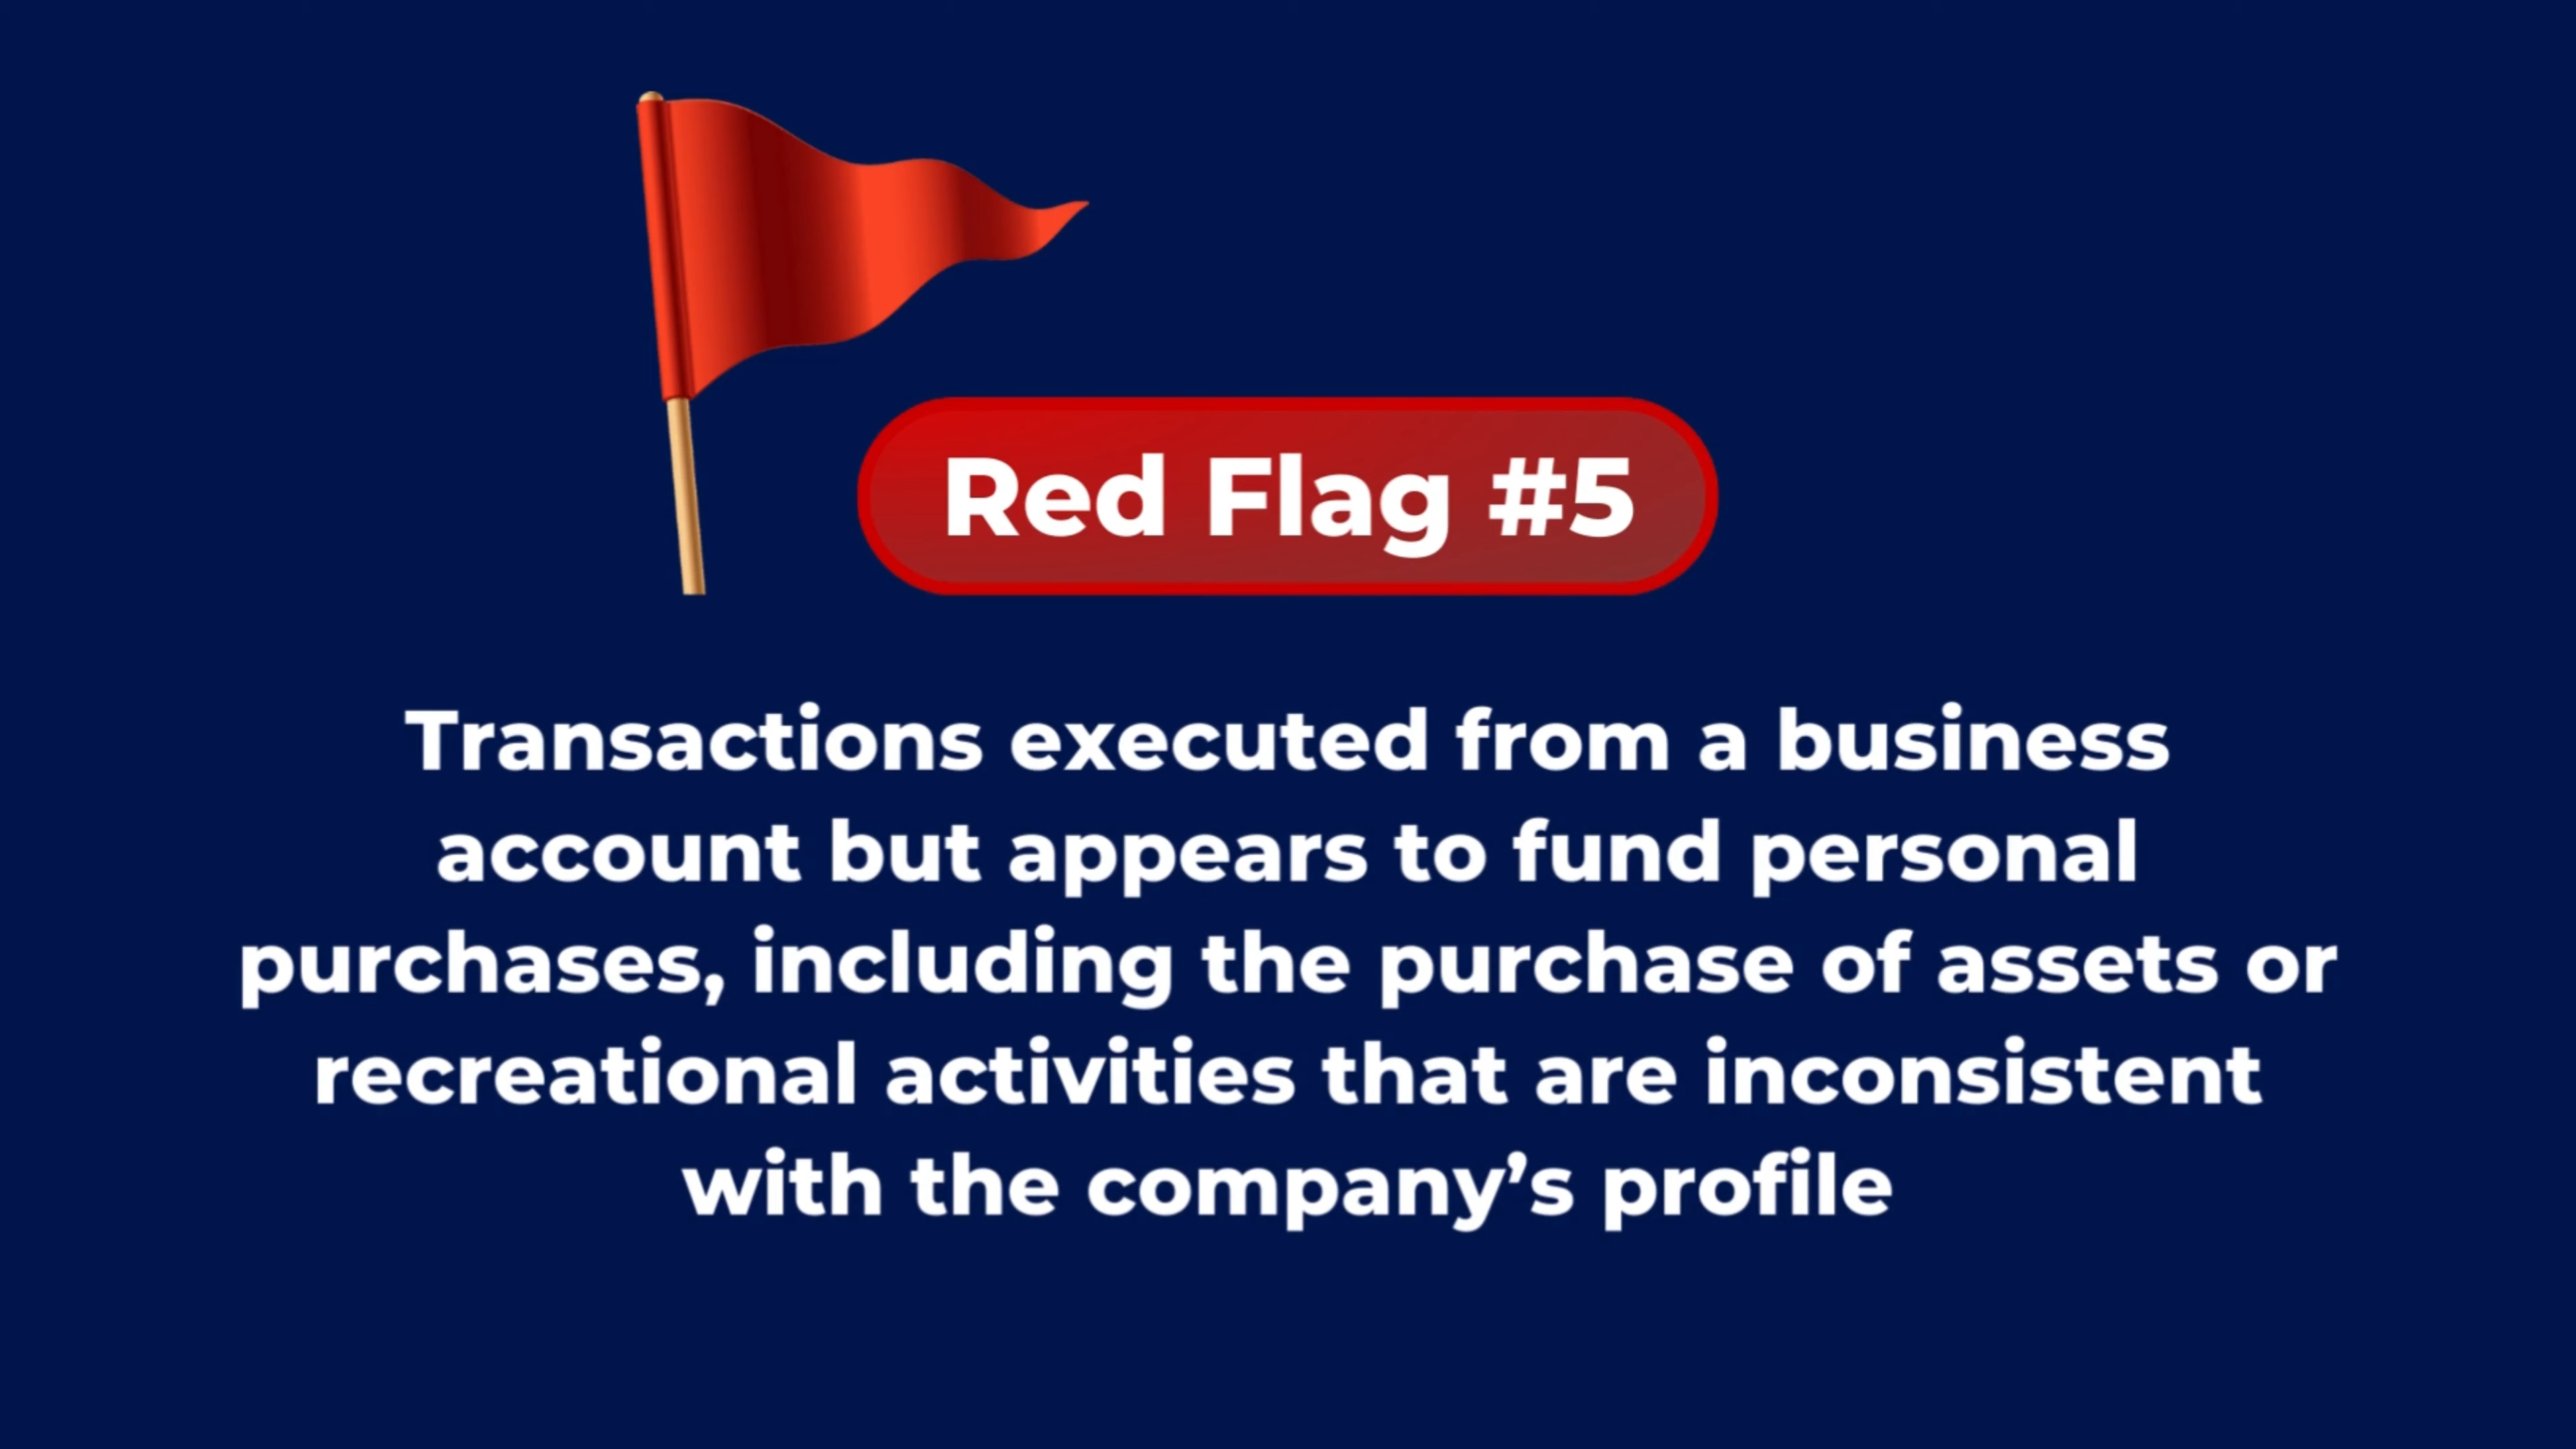 Red Flag #5
Transactions executed from a business
account but appears to fund personal
purchases, including the purchase of assets or
recreational activities that are inconsistent
with the company’s profile